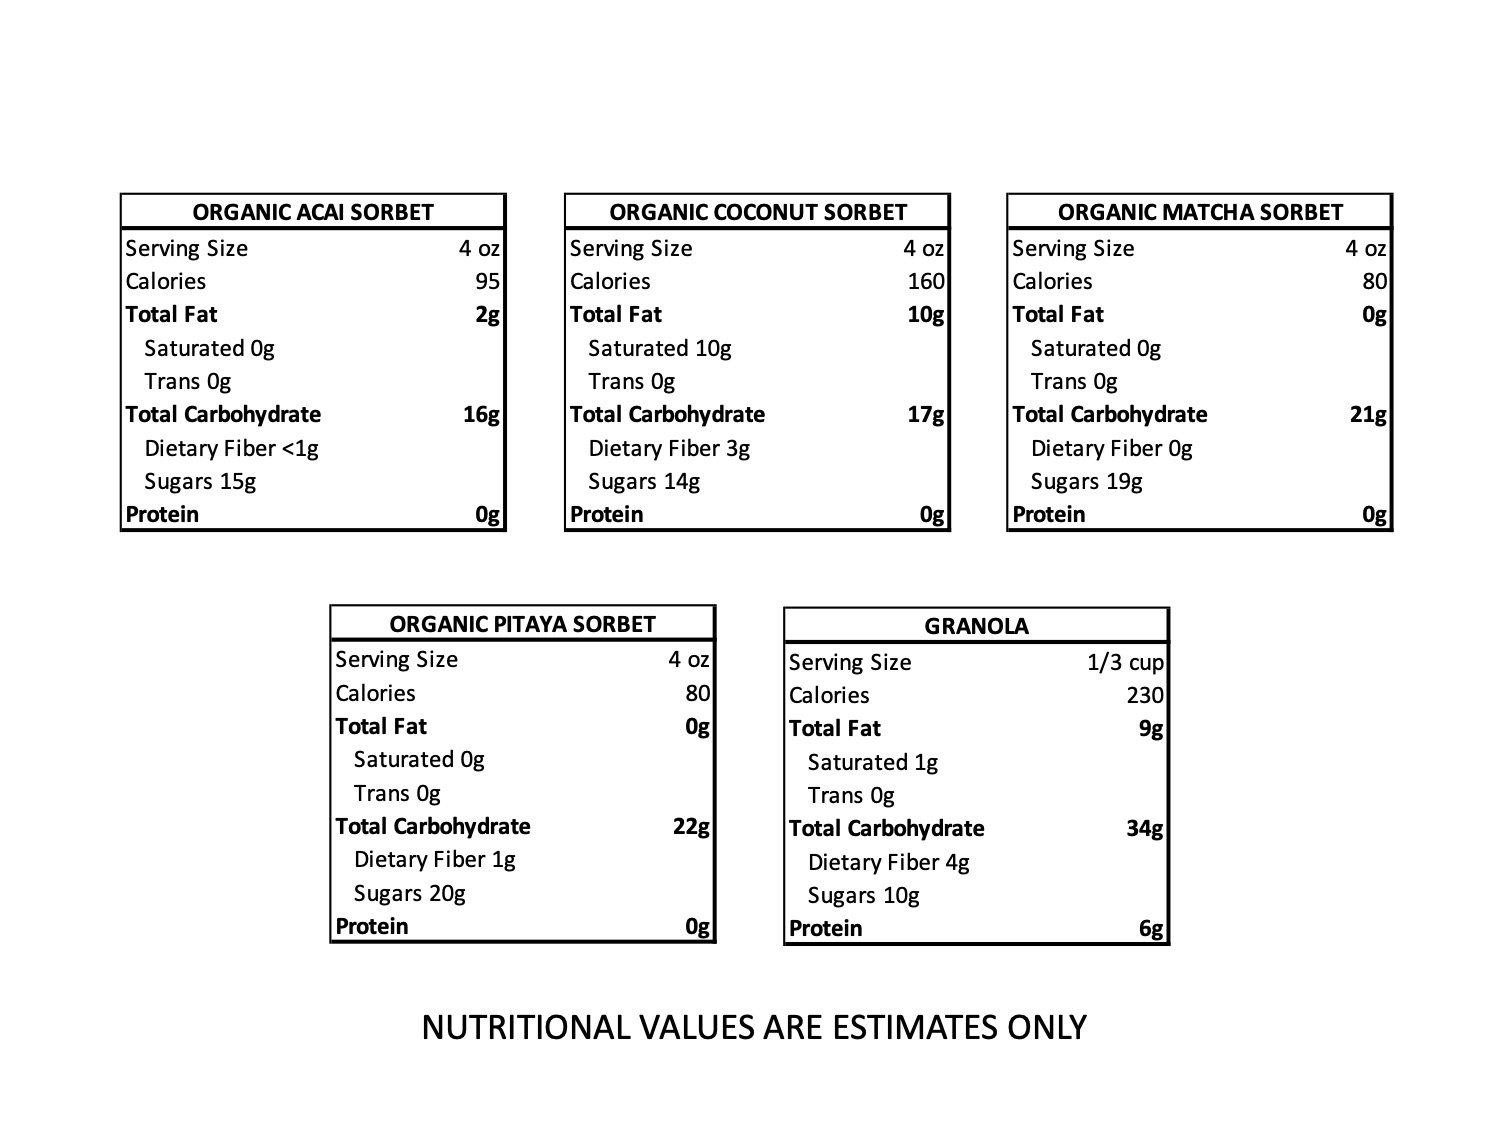 ORGANIC ACAI SORBET
Serving Size 4 oz
Calories 95
Total Fat 2g
Saturated 0g
Trans 0g
Total Carbohydrate 16g
Dietary Fiber <1g
Sugars 15g
Protein 0g
ORGANIC COCONUT SORBET
Serving Size 4 oz
Calories 160
Total Fat 10g
Saturated 10g
Trans 0g
Total Carbohydrate 17g
Dietary Fiber 3g
Sugars 14g
Protein 0g
ORGANIC MATCHA SORBET
Serving Size 4 oz
Calories 80
Total Fat 0g
Saturated 0g
Trans 0g
Total Carbohydrate 21g
Dietary Fiber 0g
Sugars 19g
Protein 0g
ORGANIC PITAYA SORBET
Serving Size 4 oz
Calories 80
Total Fat 0g
Saturated 0g
Trans 0g
Total Carbohydrate 22g
Dietary Fiber 1g
Sugars 20g
Protein 0g
GRANOLA
Serving Size 1/3 cup
Calories 230
Total Fat 9g
Saturated 1g
Trans 0g
Total Carbohydrate 34g
Dietary Fiber 4g
Sugars 10g
Protein 6g
NUTRITIONAL VALUES ARE ESTIMATES ONLY